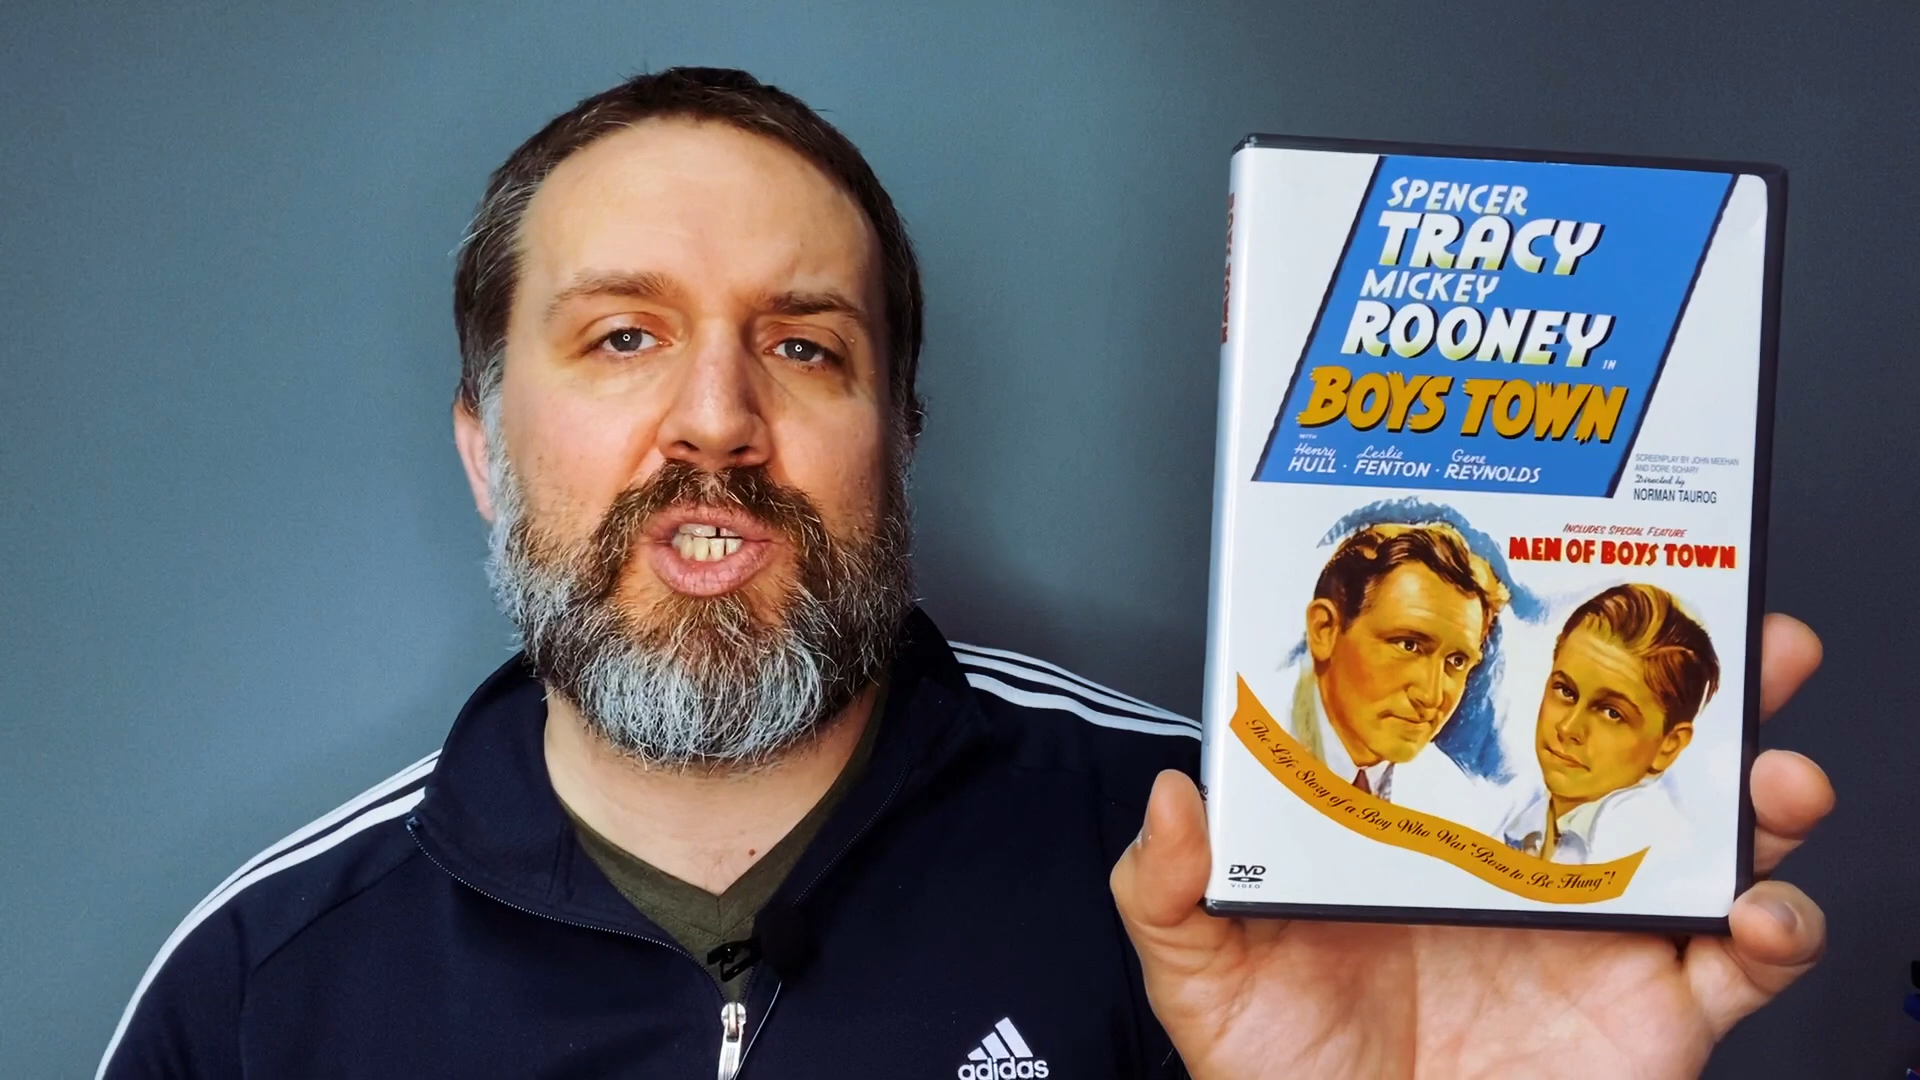 SPENCER
TRACY
MICKEY
ROONEY
IN
BOYS TOWN
WITH
Henry HULL · Leslie FENTON · Gene REYNOLDS
SCREENPLAY BY JOHN MEEHAN
AND DORE SCHARY
Directed by
NORMAN TAUROG
INCLUDES SPECIAL FEATURE
MEN OF BOYS TOWN
The Life Story of a Boy Who Was "Born to Be Hung"!
DVD
VIDEO
adidas